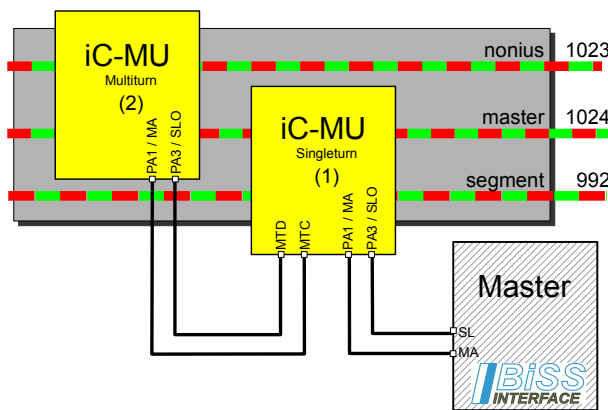 iC-MU
Multiturn
(2)
PA1 / MA
PA3 / SLO
nonius 1023
iC-MU
Singleturn
(1)
MTD
MTC
PA1 / MA
PA3 / SLO
master 1024
segment 992
Master
SL
MA
BiSS
INTERFACE